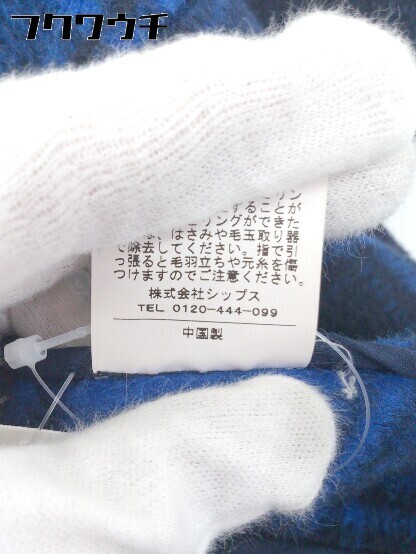 フクワウチ
リン
することが
リングができた
は、はさみや毛玉取り器
で除去してください。指で引
っ張ると毛羽立ちや元糸を傷
つけますのでご注意ください。
株式会社シップス
TEL 0120-444-099
中国製